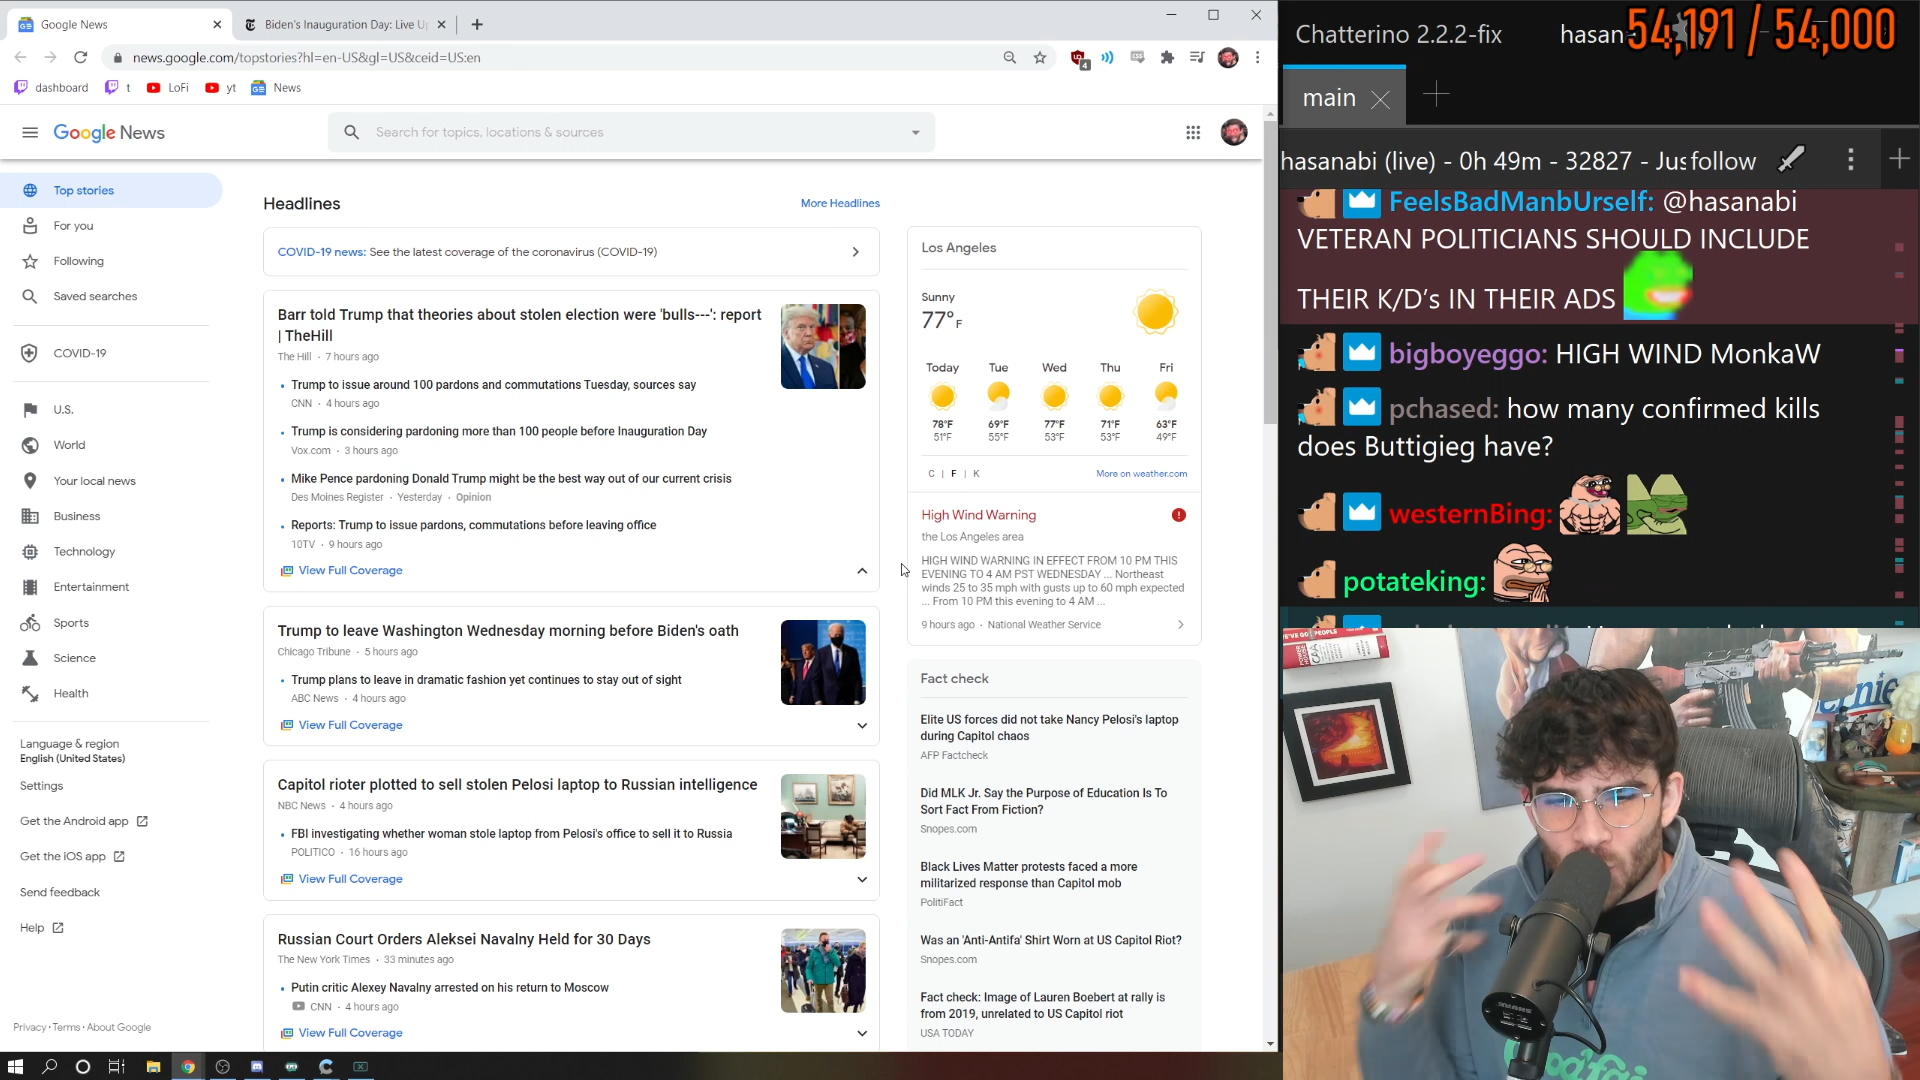 Google News
Biden's Inauguration Day: Live U
news.google.com/topstories?hl=en-US&gl=US&ceid=US:en
4
dashboard
t
LoFi
yt
News
Google News
Search for topics, locations & sources
Top stories
For you
Following
Saved searches
COVID-19
U.S.
World
Your local news
Business
Technology
Entertainment
Sports
Science
Health
Language & region
English (United States)
Settings
Get the Android app
Get the iOS app
Send feedback
Help
Privacy · Terms · About Google
Headlines
More Headlines
COVID-19 news: See the latest coverage of the coronavirus (COVID-19)
Barr told Trump that theories about stolen election were 'bulls---': report
| TheHill
The Hill · 7 hours ago
• Trump to issue around 100 pardons and commutations Tuesday, sources say
CNN · 4 hours ago
• Trump is considering pardoning more than 100 people before Inauguration Day
Vox.com · 3 hours ago
• Mike Pence pardoning Donald Trump might be the best way out of our current crisis
Des Moines Register · Yesterday · Opinion
• Reports: Trump to issue pardons, commutations before leaving office
10TV · 9 hours ago
View Full Coverage
Trump to leave Washington Wednesday morning before Biden's oath
Chicago Tribune · 5 hours ago
• Trump plans to leave in dramatic fashion yet continues to stay out of sight
ABC News · 4 hours ago
View Full Coverage
Capitol rioter plotted to sell stolen Pelosi laptop to Russian intelligence
NBC News · 4 hours ago
• FBI investigating whether woman stole laptop from Pelosi's office to sell it to Russia
POLITICO · 16 hours ago
View Full Coverage
Russian Court Orders Aleksei Navalny Held for 30 Days
The New York Times · 33 minutes ago
• Putin critic Alexey Navalny arrested on his return to Moscow
CNN · 4 hours ago
View Full Coverage
Los Angeles
Sunny
77°F
Today Tue Wed Thu Fri
78°F 69°F 77°F 71°F 63°F
51°F 55°F 53°F 53°F 49°F
C | F | K
More on weather.com
High Wind Warning
the Los Angeles area
HIGH WIND WARNING IN EFFECT FROM 10 PM THIS
EVENING TO 4 AM PST WEDNESDAY ... Northeast
winds 25 to 35 mph with gusts up to 60 mph expected
... From 10 PM this evening to 4 AM ...
9 hours ago · National Weather Service
Fact check
Elite US forces did not take Nancy Pelosi's laptop
during Capitol chaos
AFP Factcheck
Did MLK Jr. Say the Purpose of Education Is To
Sort Fact From Fiction?
Snopes.com
Black Lives Matter protests faced a more
militarized response than Capitol mob
PolitiFact
Was an 'Anti-Antifa' Shirt Worn at US Capitol Riot?
Snopes.com
Fact check: Image of Lauren Boebert at rally is
from 2019, unrelated to US Capitol riot
USA TODAY
Chatterino 2.2.2-fix
hasan
54,191 / 54,000
main
hasanabi (live) - 0h 49m - 32827 - Jus follow
FeelsBadManbUrself: @hasanabi
VETERAN POLITICIANS SHOULD INCLUDE
THEIR K/D's IN THEIR ADS
bigboyeggo: HIGH WIND MonkaW
pchased: how many confirmed kills
does Buttigieg have?
westernBing:
potateking: